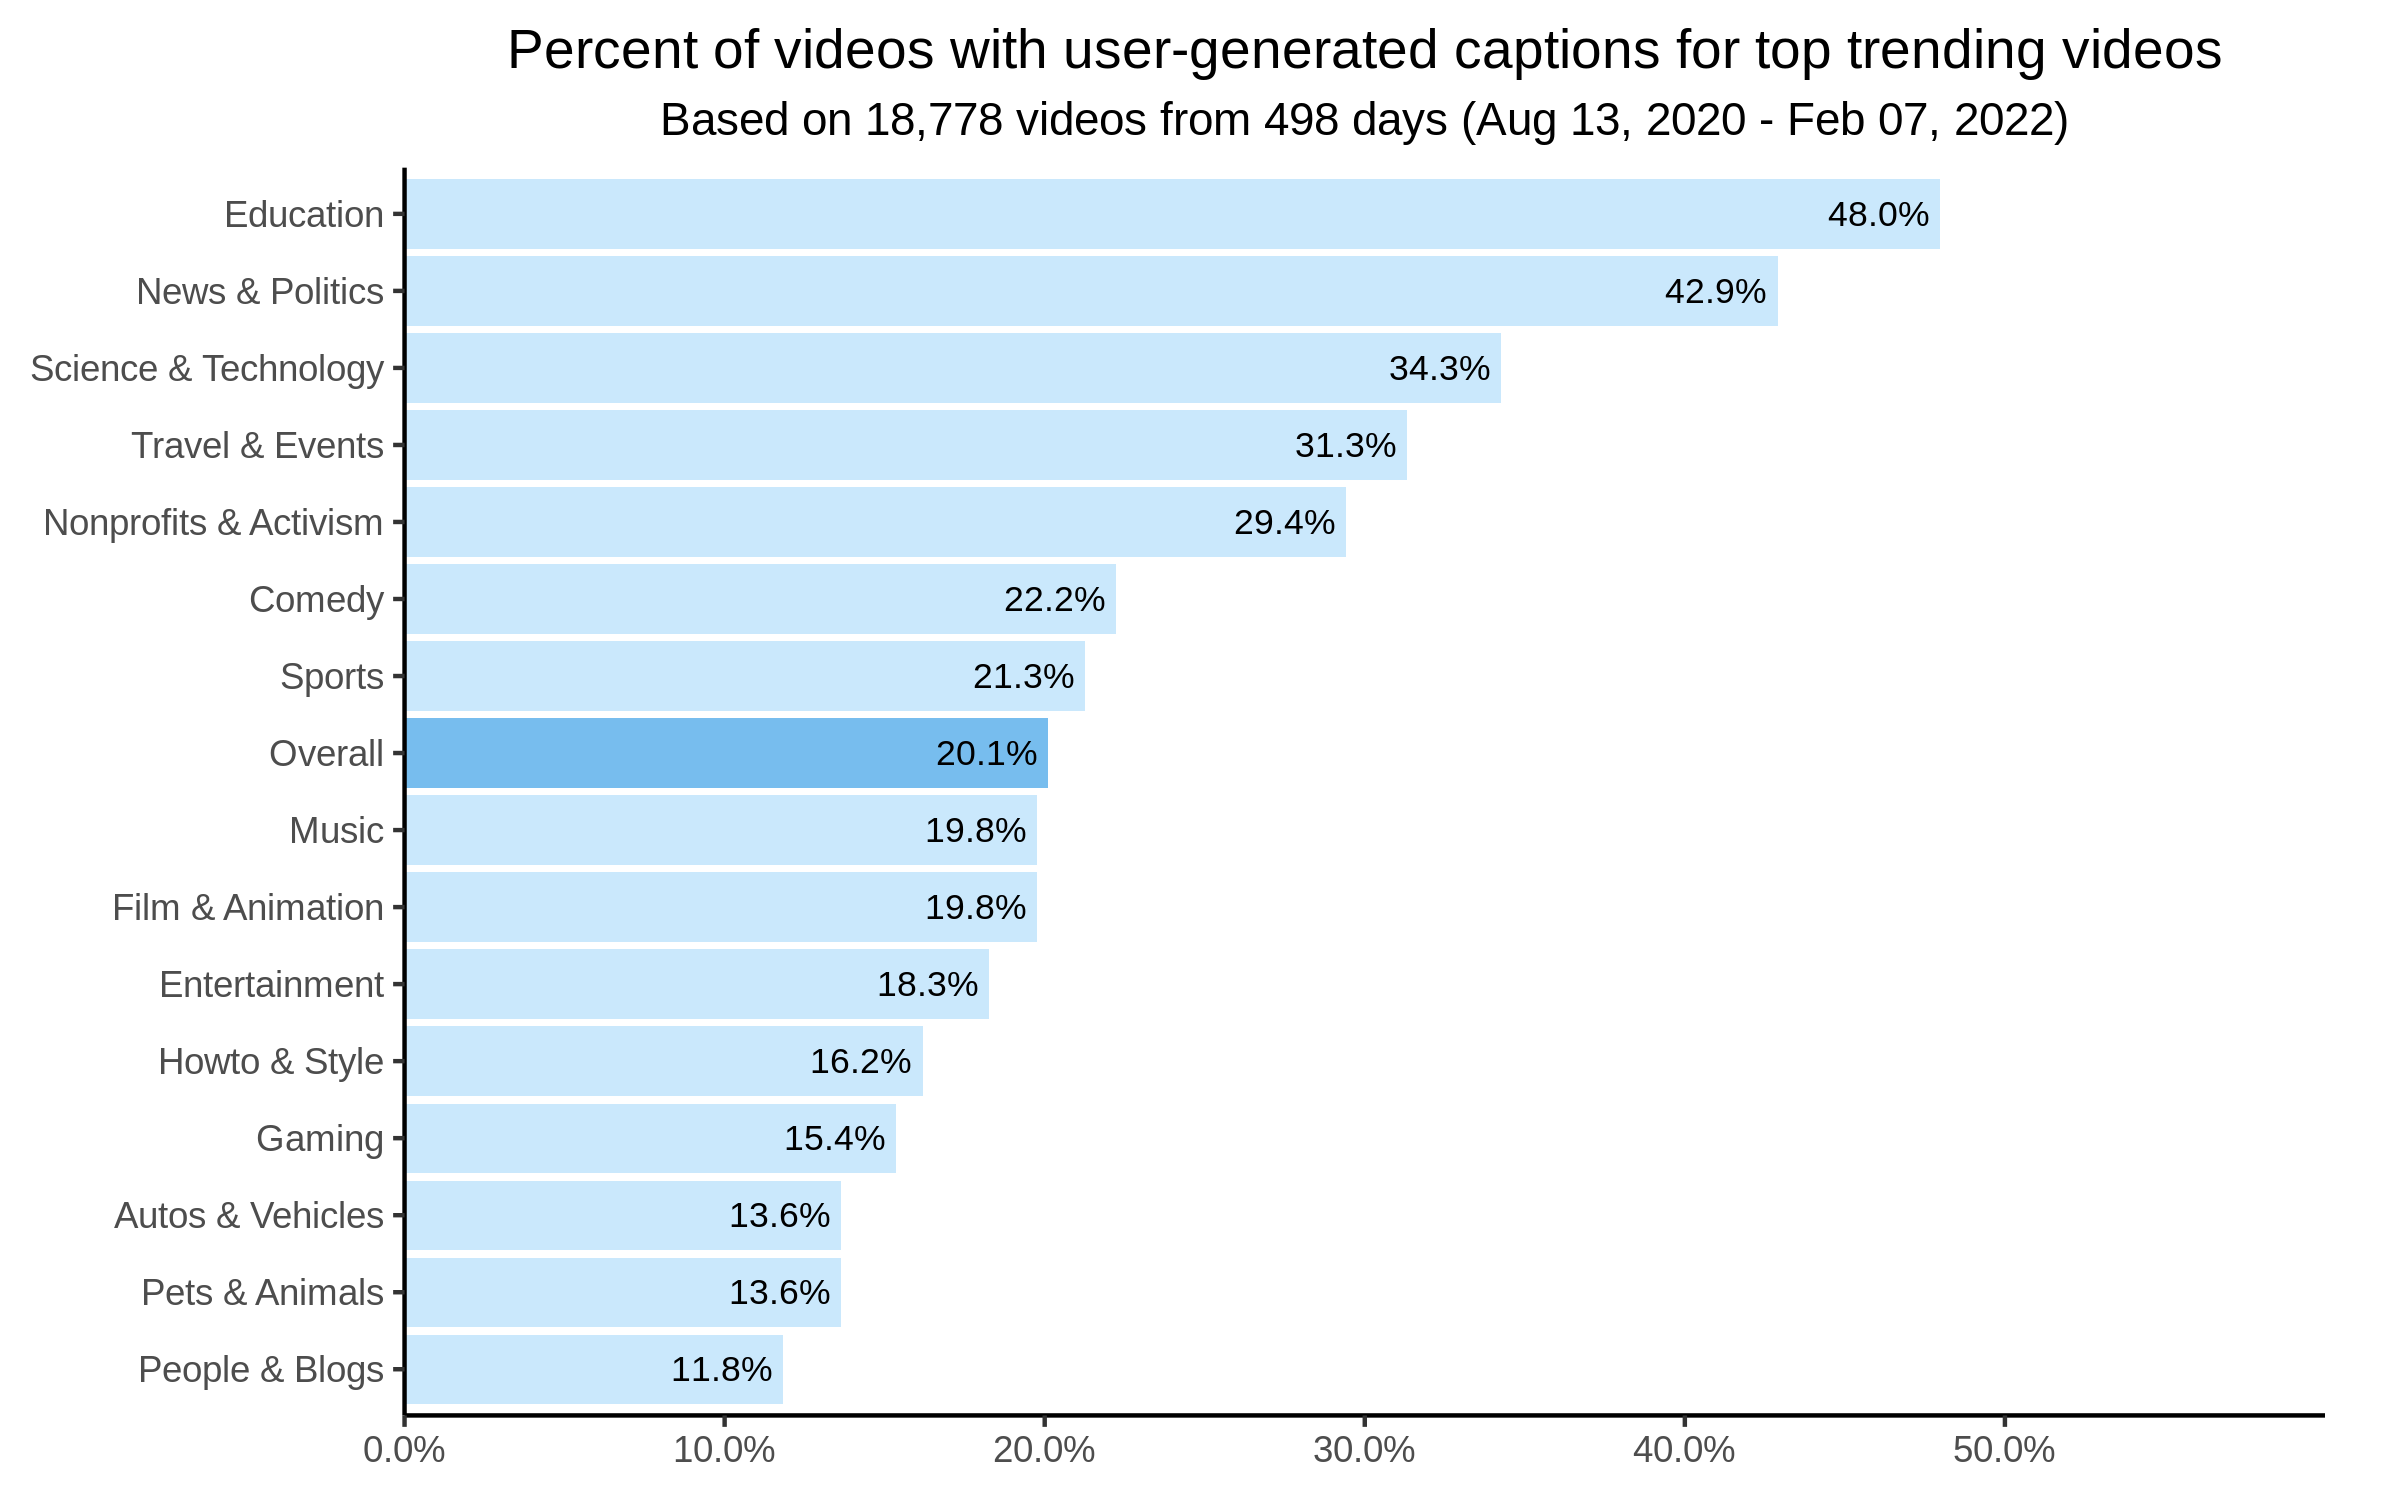 Percent of videos with user-generated captions for top trending videos
Based on 18,778 videos from 498 days (Aug 13, 2020 - Feb 07, 2022)
Education 48.0%
News & Politics 42.9%
Science & Technology 34.3%
Travel & Events 31.3%
Nonprofits & Activism 29.4%
Comedy 22.2%
Sports 21.3%
Overall 20.1%
Music 19.8%
Film & Animation 19.8%
Entertainment 18.3%
Howto & Style 16.2%
Gaming 15.4%
Autos & Vehicles 13.6%
Pets & Animals 13.6%
People & Blogs 11.8%
0.0% 10.0% 20.0% 30.0% 40.0% 50.0%